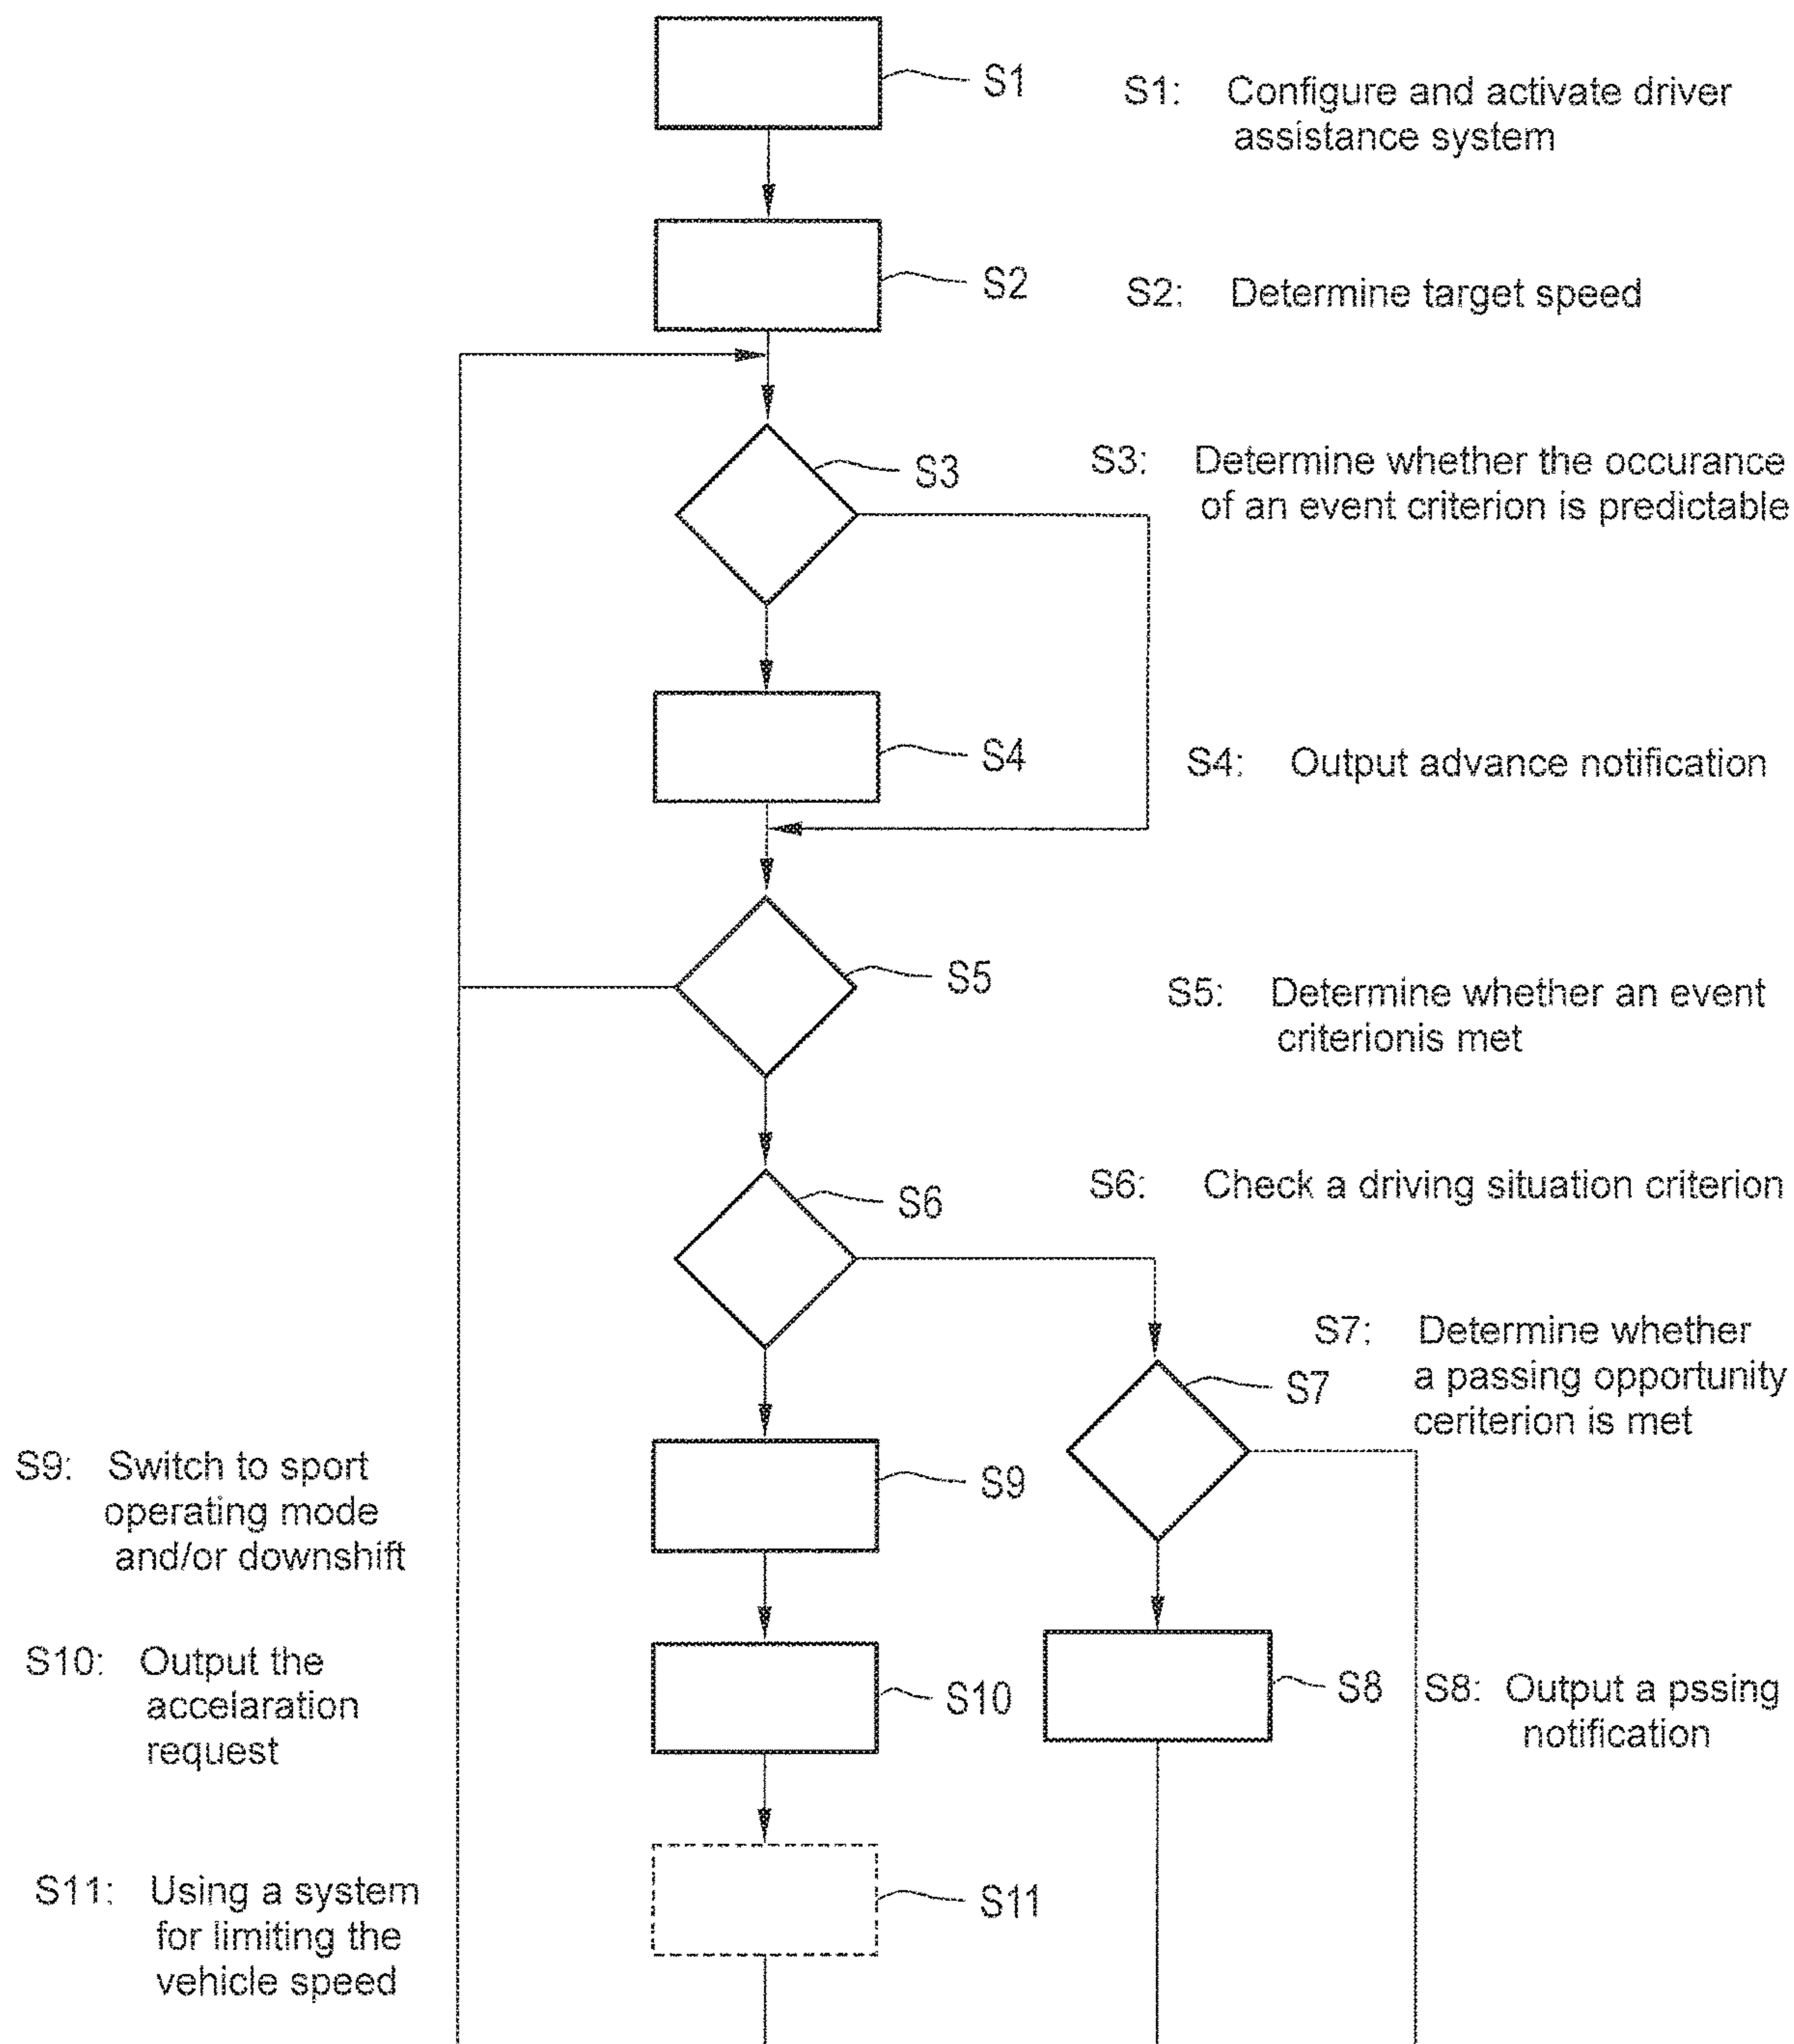 S1
S1: Configure and activate driver
assistance system
S2
S2: Determine target speed
S3
S3: Determine whether the occurance
of an event criterion is predictable
S4
S4: Output advance notification
S5
S5: Determine whether an event
criterionis met
S6
S6: Check a driving situation criterion
S7
S7: Determine whether
a passing opportunity
ceriterion is met
S9: Switch to sport
operating mode
and/or downshift
S9
S10: Output the
accelaration
request
S10
S8
S8: Output a pssing
notification
S11: Using a system
for limiting the
vehicle speed
S11